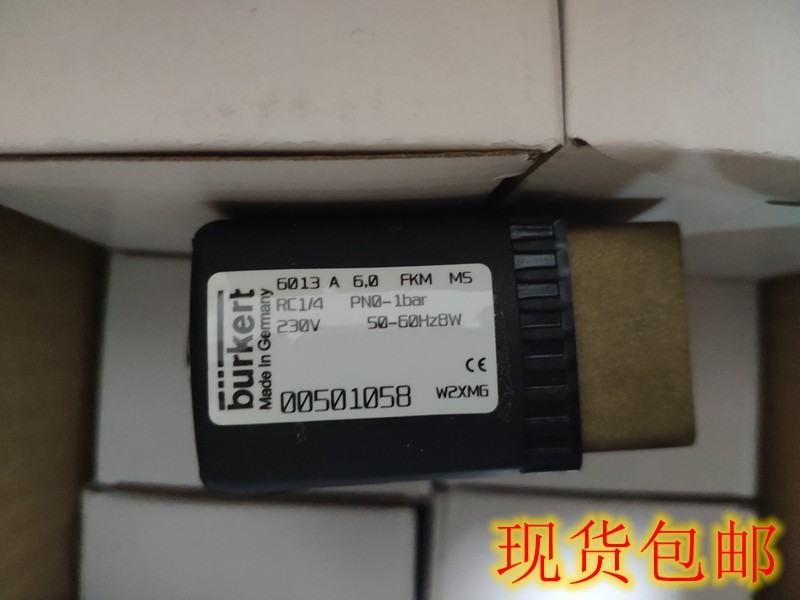 6013 A 6,0 FKM MS
RC1/4 PN0-1bar
230V 50-60Hz8W
CE
00501058 W2XMG
burkert
Made in Germany
现货包邮